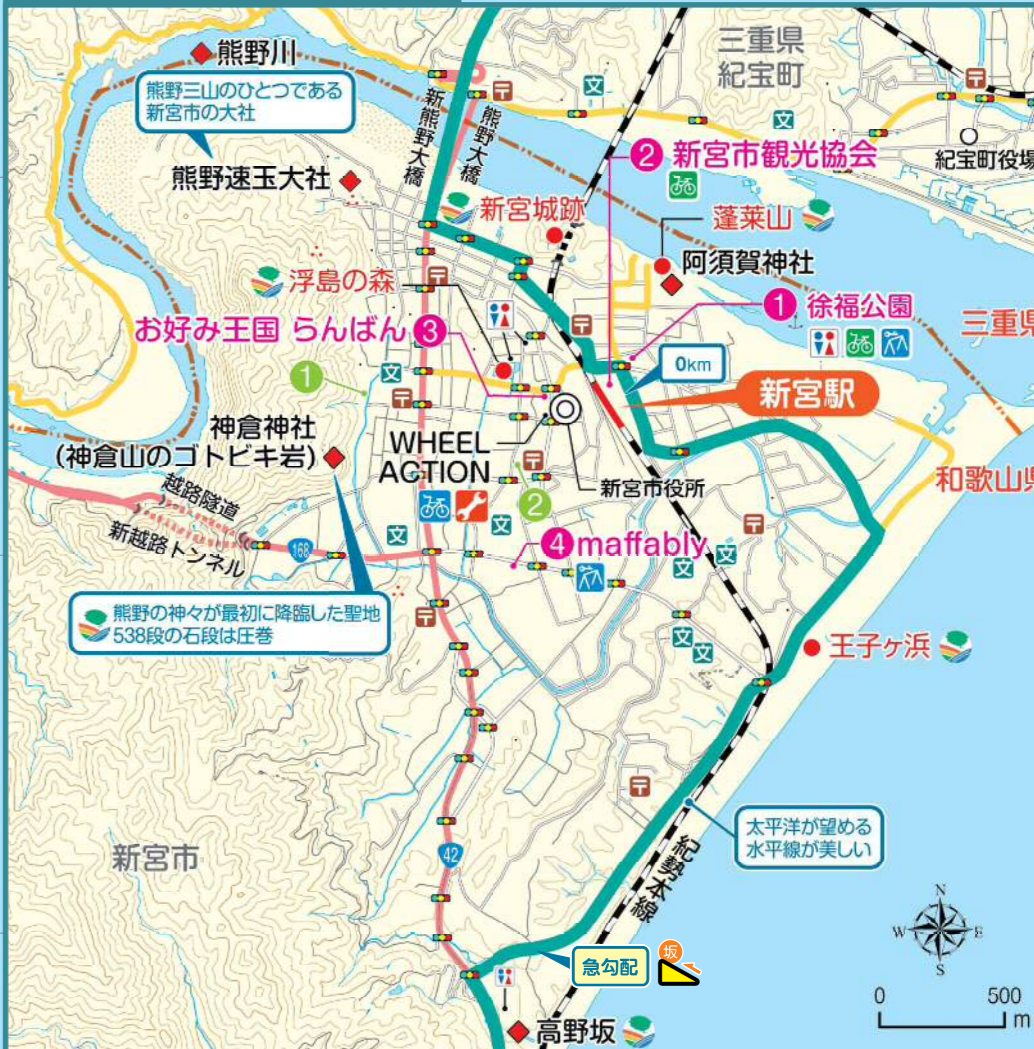 熊野川
三重県
紀宝町
熊野三山のひとつである
新宮市の大社
新熊野大橋
熊野大橋
文
文
② 新宮市観光協会
紀宝町役場
熊野速玉大社
新宮城跡
蓬莱山
阿須賀神社
浮島の森
① 徐福公園
三重県
お好み王国 らんばん ③
0km
新宮駅
①
文
神倉神社
(神倉山のゴトビキ岩)
WHEEL
ACTION
新宮市役所
和歌山県
越路隧道
新越路トンネル
②
168
文
文
④ maffably
文
文
熊野の神々が最初に降臨した聖地
538段の石段は圧巻
文
文
王子ヶ浜
太平洋が望める
水平線が美しい
新宮市
42
紀勢本線
N
W
E
S
急勾配
坂
0
500
m
高野坂